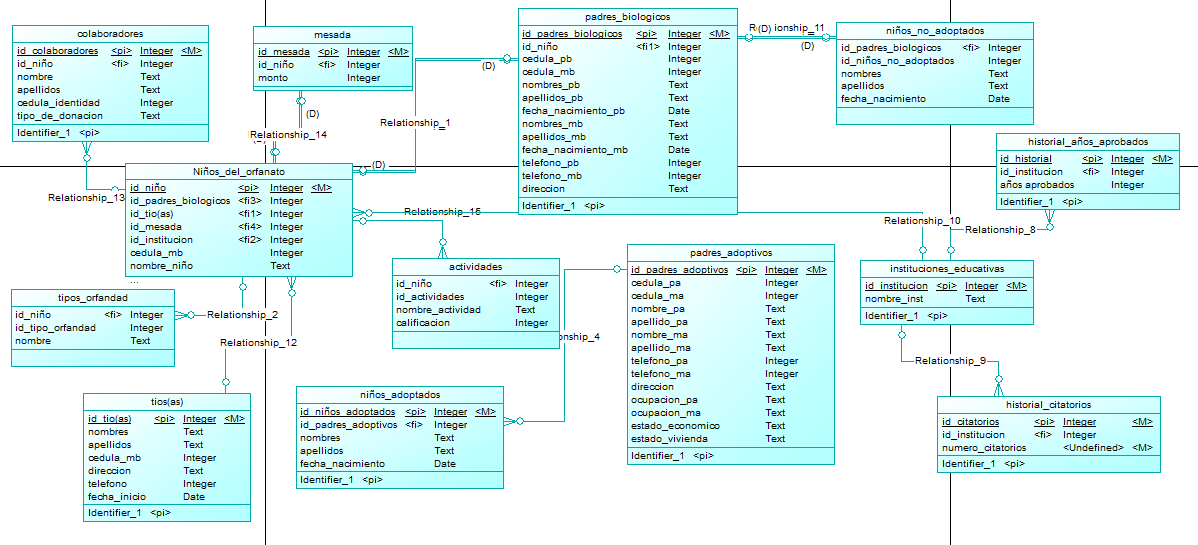 colaboradores
id_colaboradores <pi> Integer <M>
id_niño <fi> Integer
nombre Text
apellidos Text
cedula_identidad Integer
tipo_de_donacion Text
Identifier_1 <pi>
mesada
id_mesada <pi> Integer <M>
id_niño <fi> Integer
monto Integer
padres_biologicos
id_padres_biologicos <pi> Integer <M>
id_niño <fi1> Integer
cedula_pb Integer
cedula_mb Integer
nombres_pb Text
apellidos_pb Text
fecha_nacimiento_pb Date
nombres_mb Text
apellidos_mb Text
fecha_nacimiento_mb Date
telefono_pb Integer
telefono_mb Integer
direccion Text
Identifier_1 <pi>
(D) ionship_11
(D)
niños_no_adoptados
id_padres_biologicos <fi> Integer
id_niños_no_adoptados Integer
nombres Text
apellidos Text
fecha_nacimiento Date
(D)
(D)
Relationship_14
Relationship_1
(D)
historial_años_aprobados
id_historial <pi> Integer <M>
id_institucion <fi> Integer
años aprobados Integer
Identifier_1 <pi>
Niños_del_orfanato
id_niño <pi> Integer <M>
id_padres_biologicos <fi3> Integer
id_tio(as) <fi1> Integer
id_mesada <fi4> Integer
id_institucion <fi2> Integer
cedula_mb Integer
nombre_niño Text
...
Relationship_13
Relationship_15
Relationship_10
Relationship_8
actividades
id_niño <fi> Integer
id_actividades Integer
nombre_actividad Text
calificacion Integer
padres_adoptivos
id_padres_adoptivos <pi> Integer <M>
cedula_pa Integer
cedula_ma Integer
nombre_pa Text
apellido_pa Text
nombre_ma Text
apellido_ma Text
telefono_pa Integer
telefono_ma Integer
direccion Text
ocupacion_pa Text
ocupacion_ma Text
estado_economico Text
estado_vivienda Text
Identifier_1 <pi>
instituciones_educativas
id_institucion <pi> Integer <M>
nombre_inst Text
Identifier_1 <pi>
tipos_orfandad
id_niño <fi> Integer
id_tipo_orfandad Integer
nombre Text
Relationship_2
Relationship_12
onship_4
Relationship_9
tios(as)
id_tio(as) <pi> Integer <M>
nombres Text
apellidos Text
cedula_mb Integer
direccion Text
telefono Integer
fecha_inicio Date
Identifier_1 <pi>
niños_adoptados
id_niños_adoptados <pi> Integer <M>
id_padres_adoptivos <fi> Integer
nombres Text
apellidos Text
fecha_nacimiento Date
Identifier_1 <pi>
historial_citatorios
id_citatorios <pi> Integer <M>
id_institucion <fi> Integer
numero_citatorios <Undefined> <M>
Identifier_1 <pi>